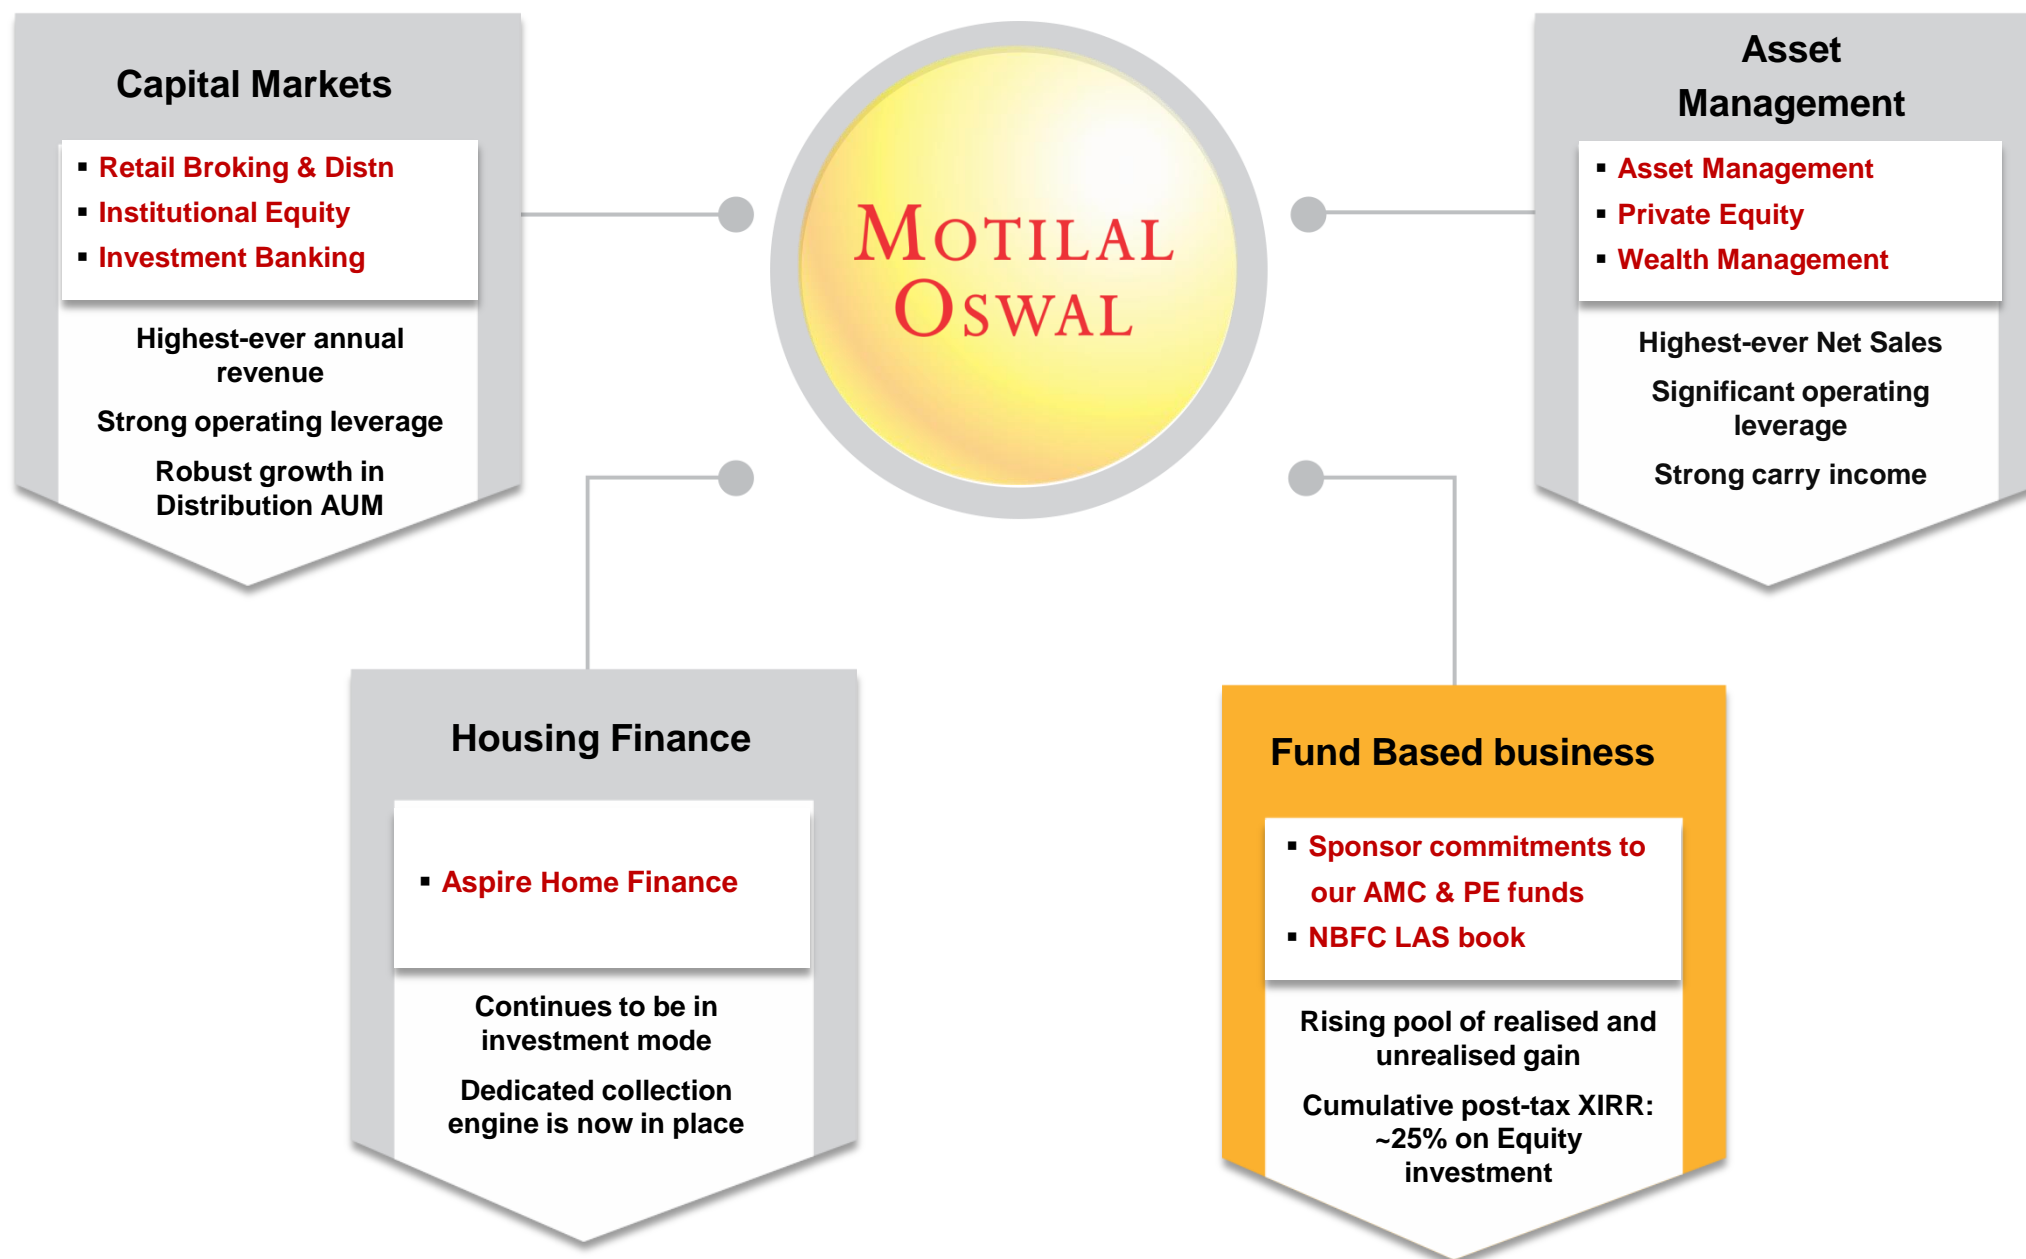 Capital Markets
▪ Retail Broking & Distn
▪ Institutional Equity
▪ Investment Banking
Highest-ever annual
revenue
Strong operating leverage
Robust growth in
Distribution AUM
MOTILAL
OSWAL
Asset
Management
▪ Asset Management
▪ Private Equity
▪ Wealth Management
Highest-ever Net Sales
Significant operating
leverage
Strong carry income
Housing Finance
▪ Aspire Home Finance
Continues to be in
investment mode
Dedicated collection
engine is now in place
Fund Based business
▪ Sponsor commitments to
our AMC & PE funds
▪ NBFC LAS book
Rising pool of realised and
unrealised gain
Cumulative post-tax XIRR:
~25% on Equity
investment